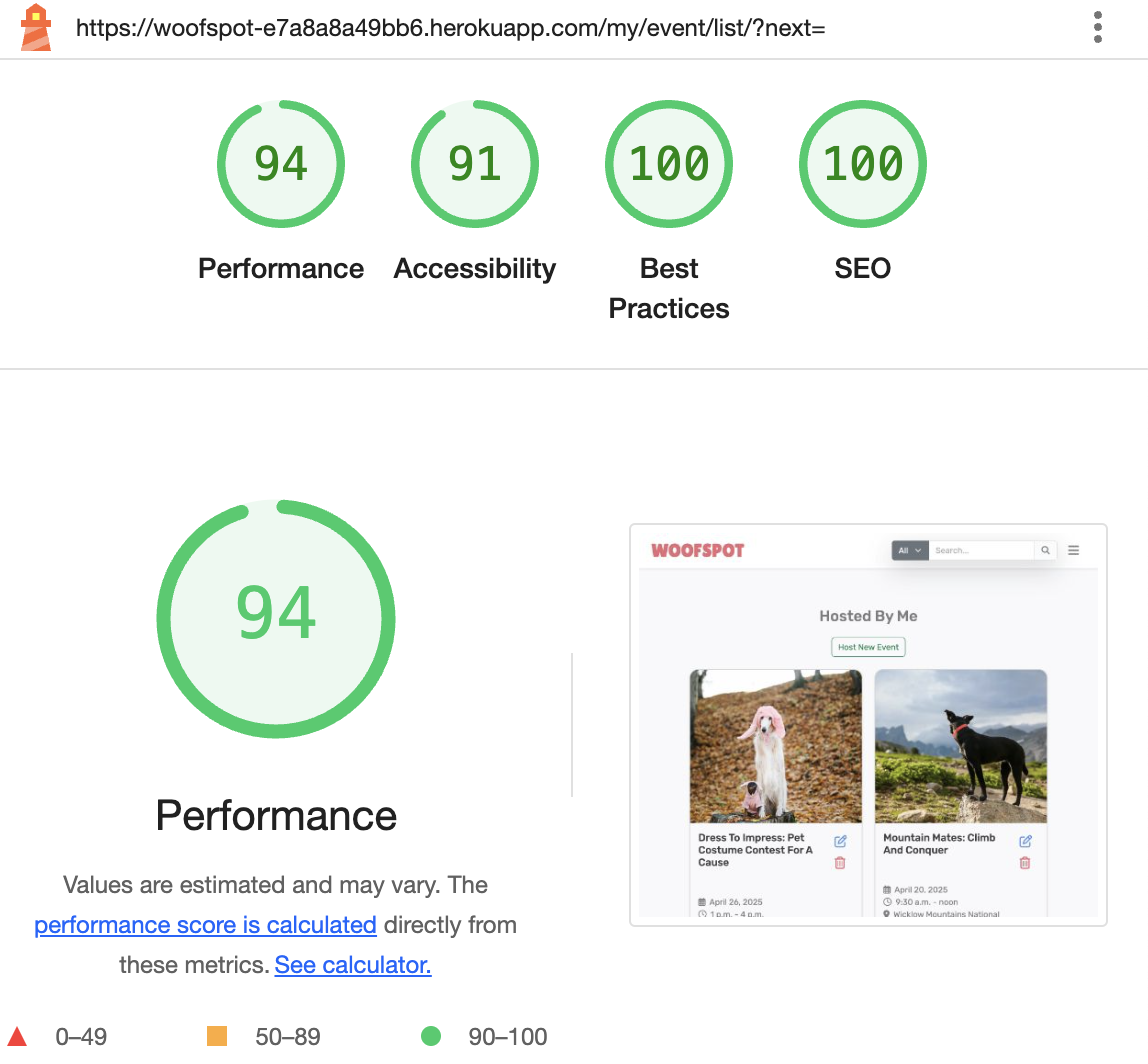 https://woofspot-e7a8a8a49bb6.herokuapp.com/my/event/list/?next=
94
91
100
100
Performance
Accessibility
Best
Practices
SEO
94
Performance
Values are estimated and may vary. The
performance score is calculated directly from
these metrics. See calculator.
0–49
50–89
90–100
WOOFSPOT
All
Search...
Hosted By Me
Host New Event
Dress To Impress: Pet
Costume Contest For A
Cause
April 26, 2025
1 p.m. - 4 p.m.
Mountain Mates: Climb
And Conquer
April 20, 2025
9:30 a.m. - noon
Wicklow Mountains National